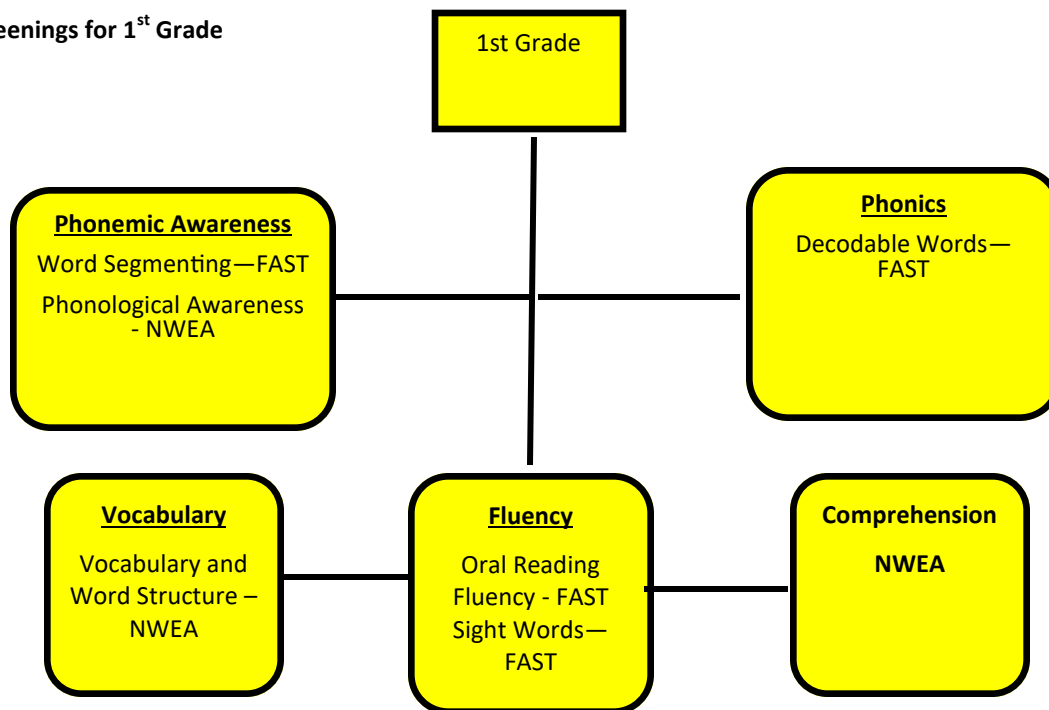 eenings for 1st Grade
1st Grade
Phonemic Awareness
Word Segmenting—FAST
Phonological Awareness
- NWEA
Phonics
Decodable Words—
FAST
Vocabulary
Vocabulary and
Word Structure –
NWEA
Fluency
Oral Reading
Fluency - FAST
Sight Words—
FAST
Comprehension
NWEA